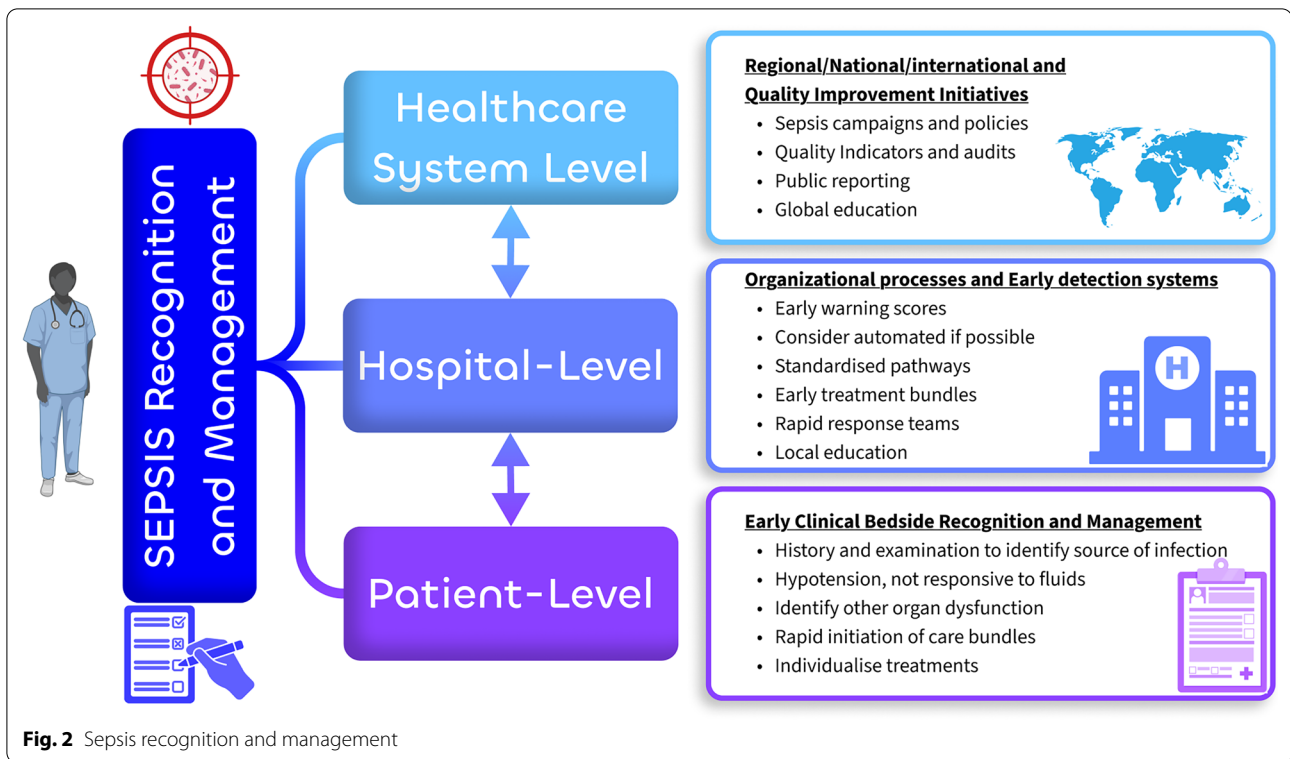 SEPSIS Recognition
and Management
Healthcare
System Level
Regional/National/international and
Quality Improvement Initiatives
• Sepsis campaigns and policies
• Quality Indicators and audits
• Public reporting
• Global education
Hospital-Level
Organizational processes and Early detection systems
• Early warning scores
• Consider automated if possible
• Standardised pathways
• Early treatment bundles
• Rapid response teams
• Local education
H
Patient-Level
Early Clinical Bedside Recognition and Management
• History and examination to identify source of infection
• Hypotension, not responsive to fluids
• Identify other organ dysfunction
• Rapid initiation of care bundles
• Individualise treatments
Fig. 2 Sepsis recognition and management